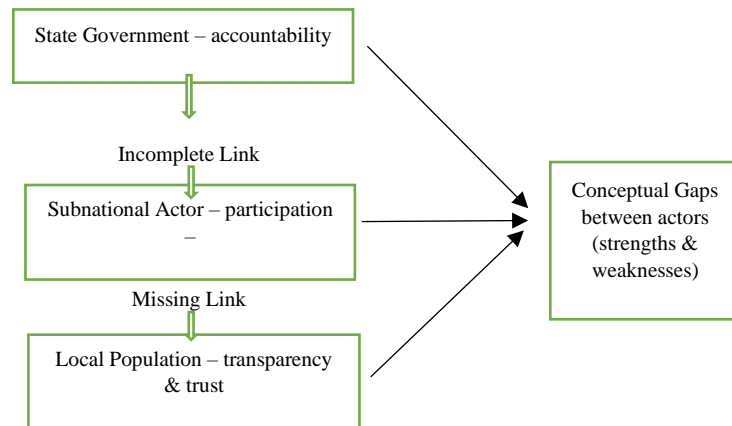 State Government – accountability
Incomplete Link
Subnational Actor – participation
–
Missing Link
Local Population – transparency
& trust
Conceptual Gaps
between actors
(strengths &
weaknesses)